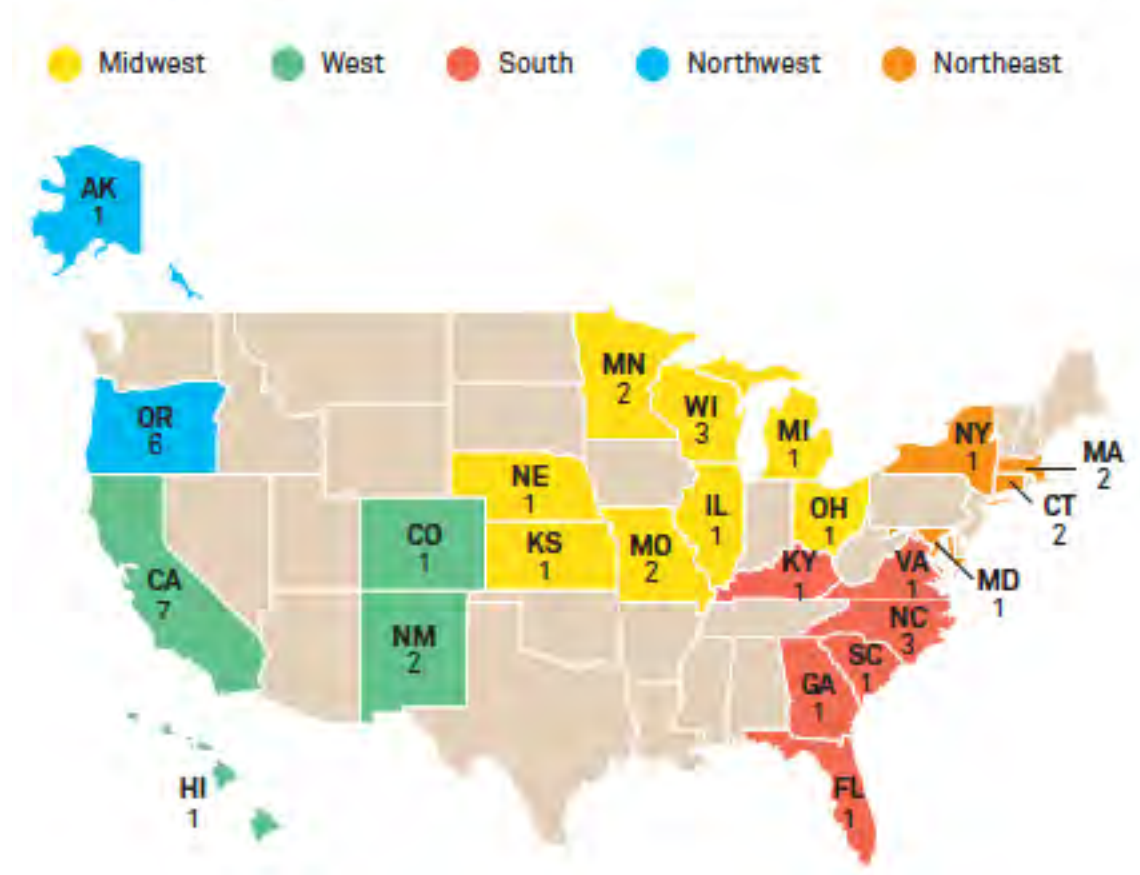 Midwest West South Northwest Northeast
AK
1
MN
2
WI
3
MI
1
OR
6
NY
1
MA
2
NE
1
IL
1
OH
1
CT
2
CO
1
KS
1
MO
2
KY
1
VA
1
MD
1
CA
7
NC
3
NM
2
SC
1
GA
1
HI
1
FL
1